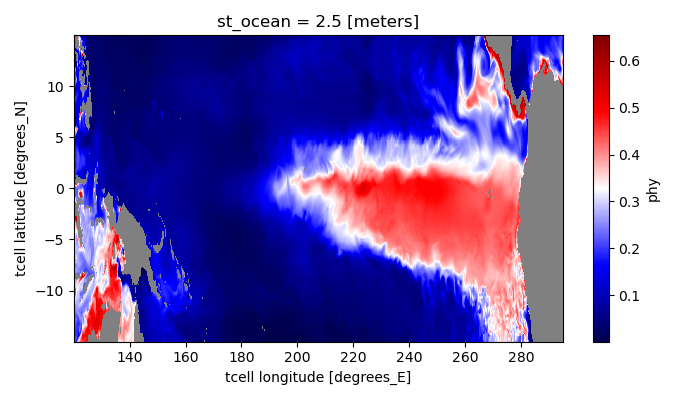 st_ocean = 2.5 [meters]
tcell latitude [degrees_N]
10
5
0
−5
−10
140 160 180 200 220 240 260 280
tcell longitude [degrees_E]
0.6
0.5
0.4
0.3
0.2
0.1
phy